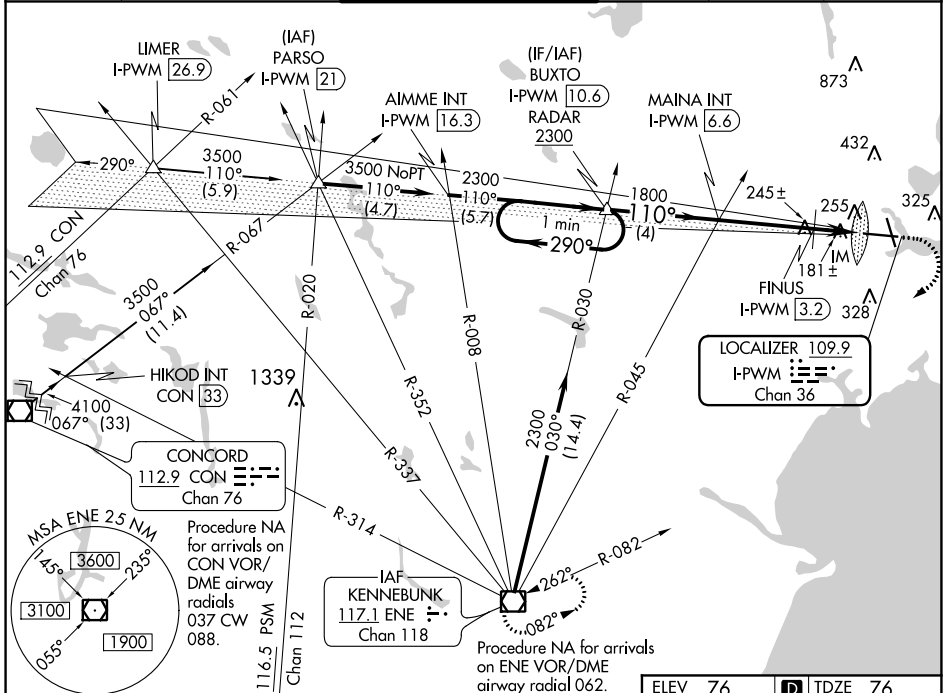 LIMER
I-PWM 26.9
(IAF)
PARSO
I-PWM 21
AIMME INT
I-PWM 16.3
(IF/IAF)
BUXTO
I-PWM 10.6
RADAR
2300
MAINA INT
I-PWM 6.6
873
432
325
255
245 ±
181 ±
IM
FINUS
I-PWM 3.2
328
R-061
290°
3500
110°
(5.9)
3500 NoPT
110°
(4.7)
2300
110°
(5.7)
1 min
290°
1800
110°
(4)
112.9 CON
Chan 76
R-067
3500
067°
(11.4)
R-020
R-008
R-030
R-045
R-352
R-337
LOCALIZER 109.9
I-PWM
Chan 36
HIKOD INT
CON 33
1339
4100
067° (33)
2300
030°
(14.4)
CONCORD
112.9 CON
Chan 76
R-314
R-082
MSA ENE 25 NM
145°
3600
235°
3100
1900
055°
Procedure NA
for arrivals on
CON VOR/
DME airway
radials
037 CW
088.
116.5 PSM
Chan 112
IAF
KENNEBUNK
117.1 ENE
Chan 118
262°
082°
Procedure NA for arrivals
on ENE VOR/DME
airway radial 062.
ELEV 76 D TDZE 76